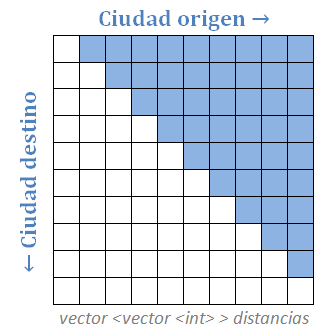 Ciudad origen →
← Ciudad destino
vector <vector <int> > distancias